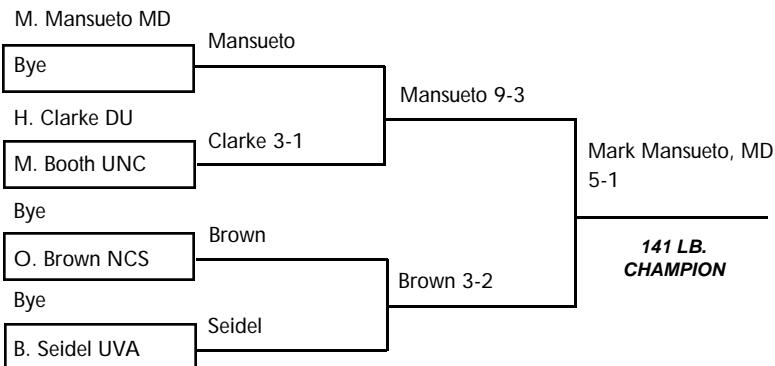 M. Mansueto MD
Mansueto
Bye
Mansueto 9-3
H. Clarke DU
Clarke 3-1
M. Booth UNC
Mark Mansueto, MD
5-1
Bye
Brown
O. Brown NCS
141 LB.
CHAMPION
Brown 3-2
Bye
Seidel
B. Seidel UVA